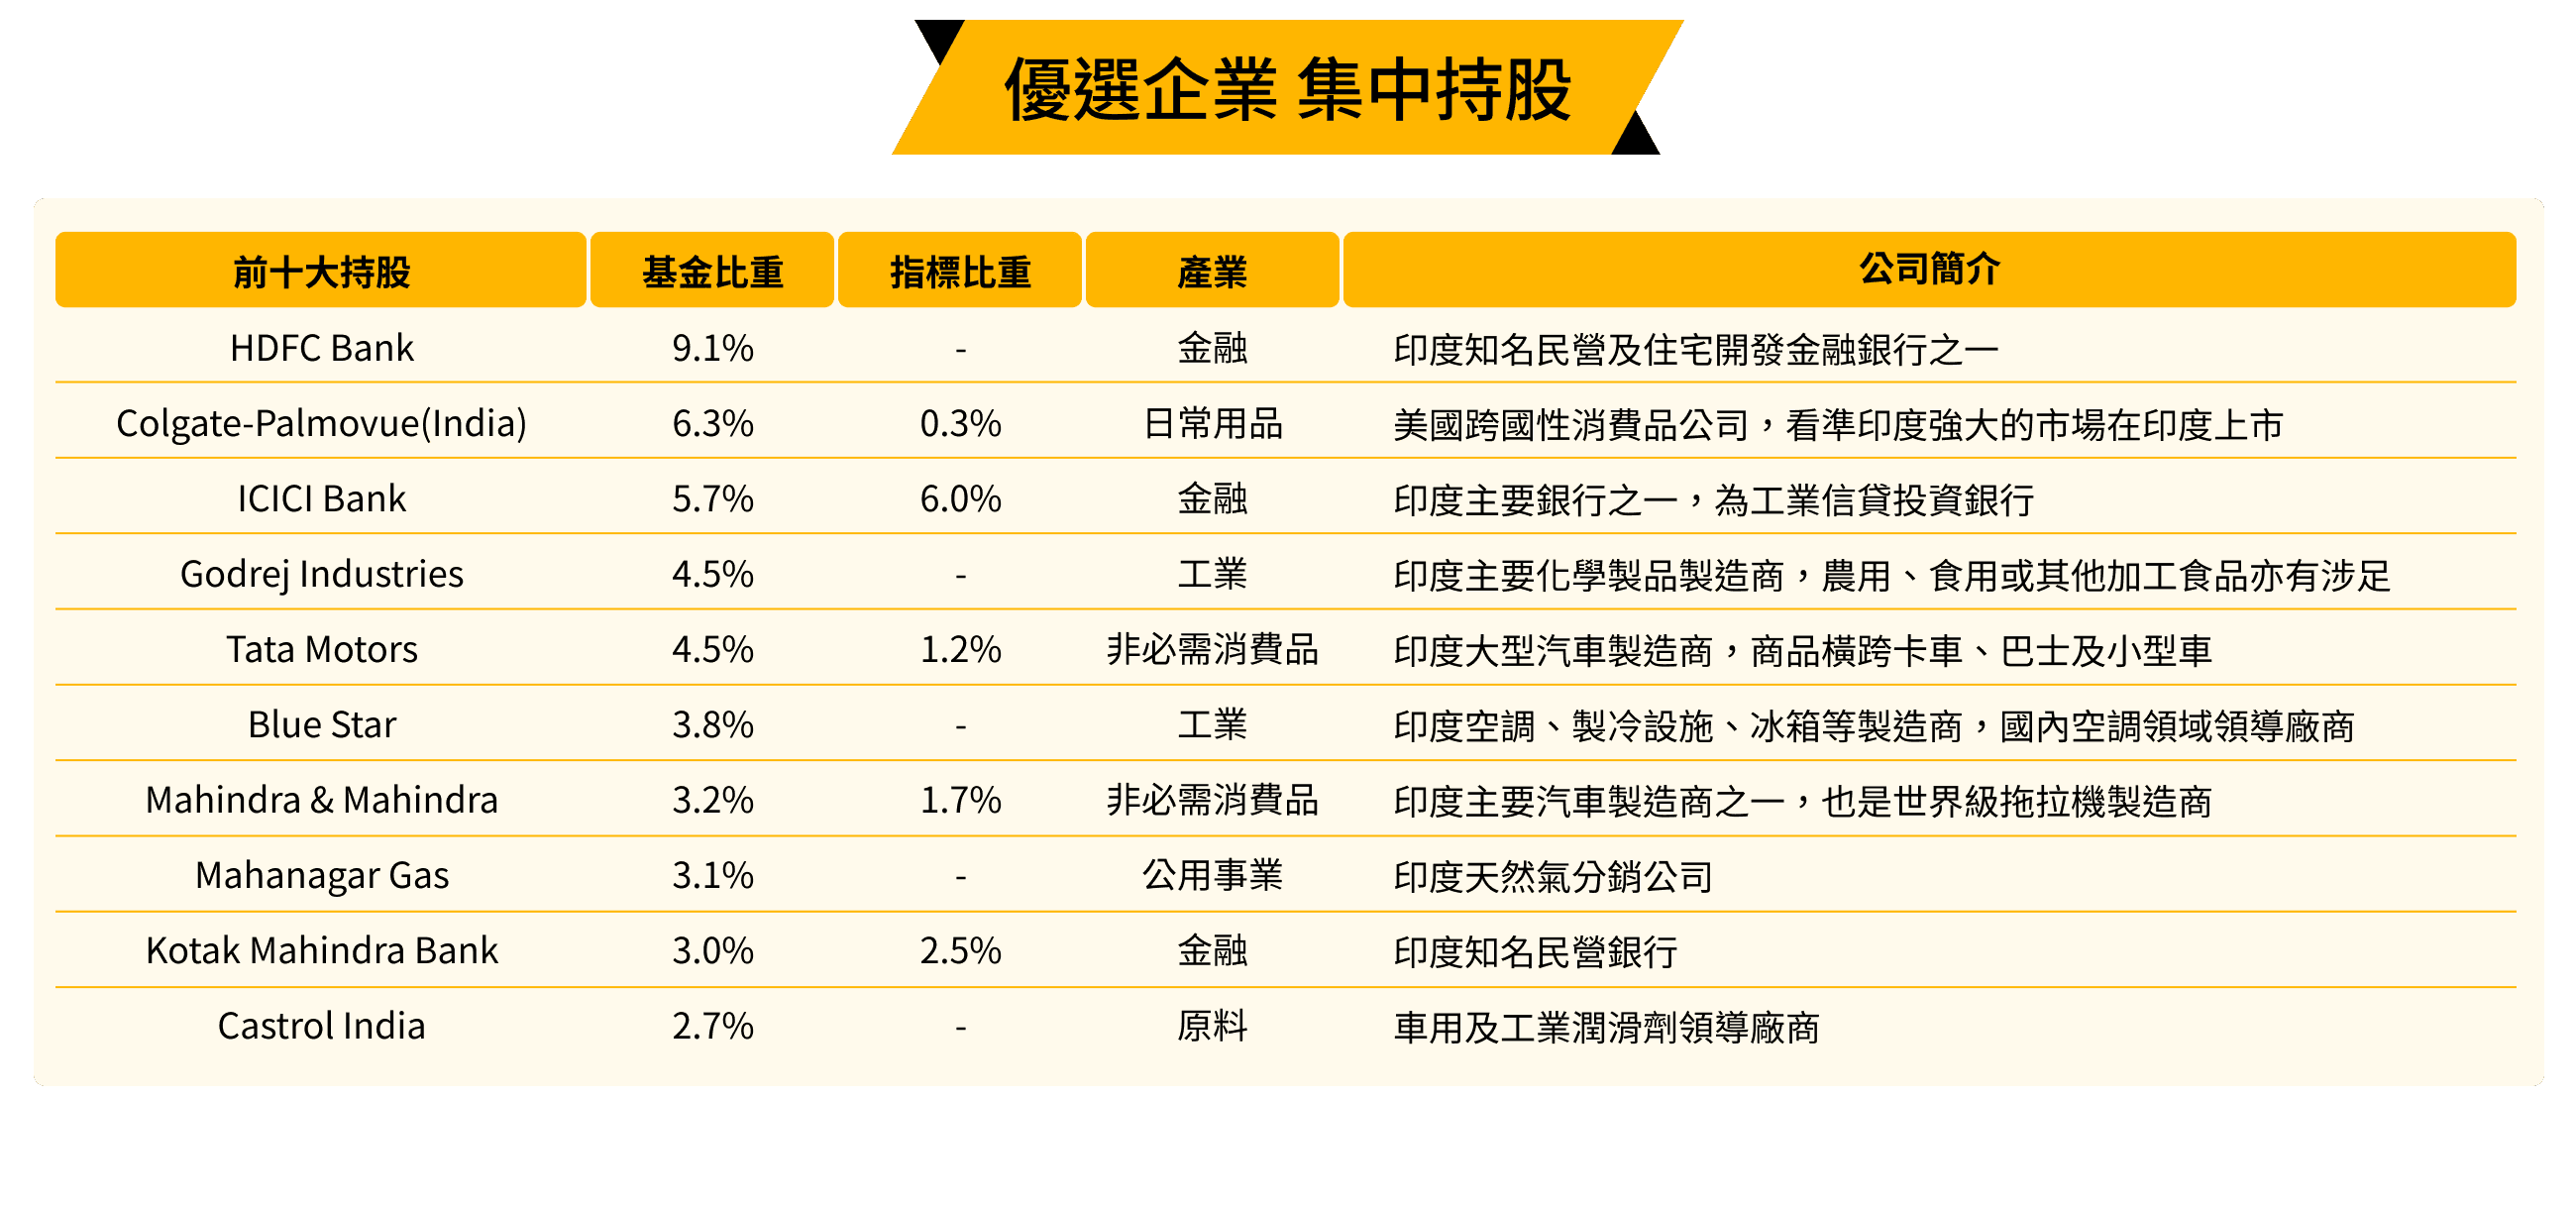 優選企業 集中持股
前十大持股 基金比重 指標比重 產業 公司簡介
HDFC Bank 9.1% - 金融 印度知名民營及住宅開發金融銀行之一
Colgate-Palmovue(India) 6.3% 0.3% 日常用品 美國跨國性消費品公司，看準印度強大的市場在印度上市
ICICI Bank 5.7% 6.0% 金融 印度主要銀行之一，為工業信貸投資銀行
Godrej Industries 4.5% - 工業 印度主要化學製品製造商，農用、食用或其他加工食品亦有涉足
Tata Motors 4.5% 1.2% 非必需消費品 印度大型汽車製造商，商品橫跨卡車、巴士及小型車
Blue Star 3.8% - 工業 印度空調、製冷設施、冰箱等製造商，國內空調領域領導廠商
Mahindra & Mahindra 3.2% 1.7% 非必需消費品 印度主要汽車製造商之一，也是世界級拖拉機製造商
Mahanagar Gas 3.1% - 公用事業 印度天然氣分銷公司
Kotak Mahindra Bank 3.0% 2.5% 金融 印度知名民營銀行
Castrol India 2.7% - 原料 車用及工業潤滑劑領導廠商